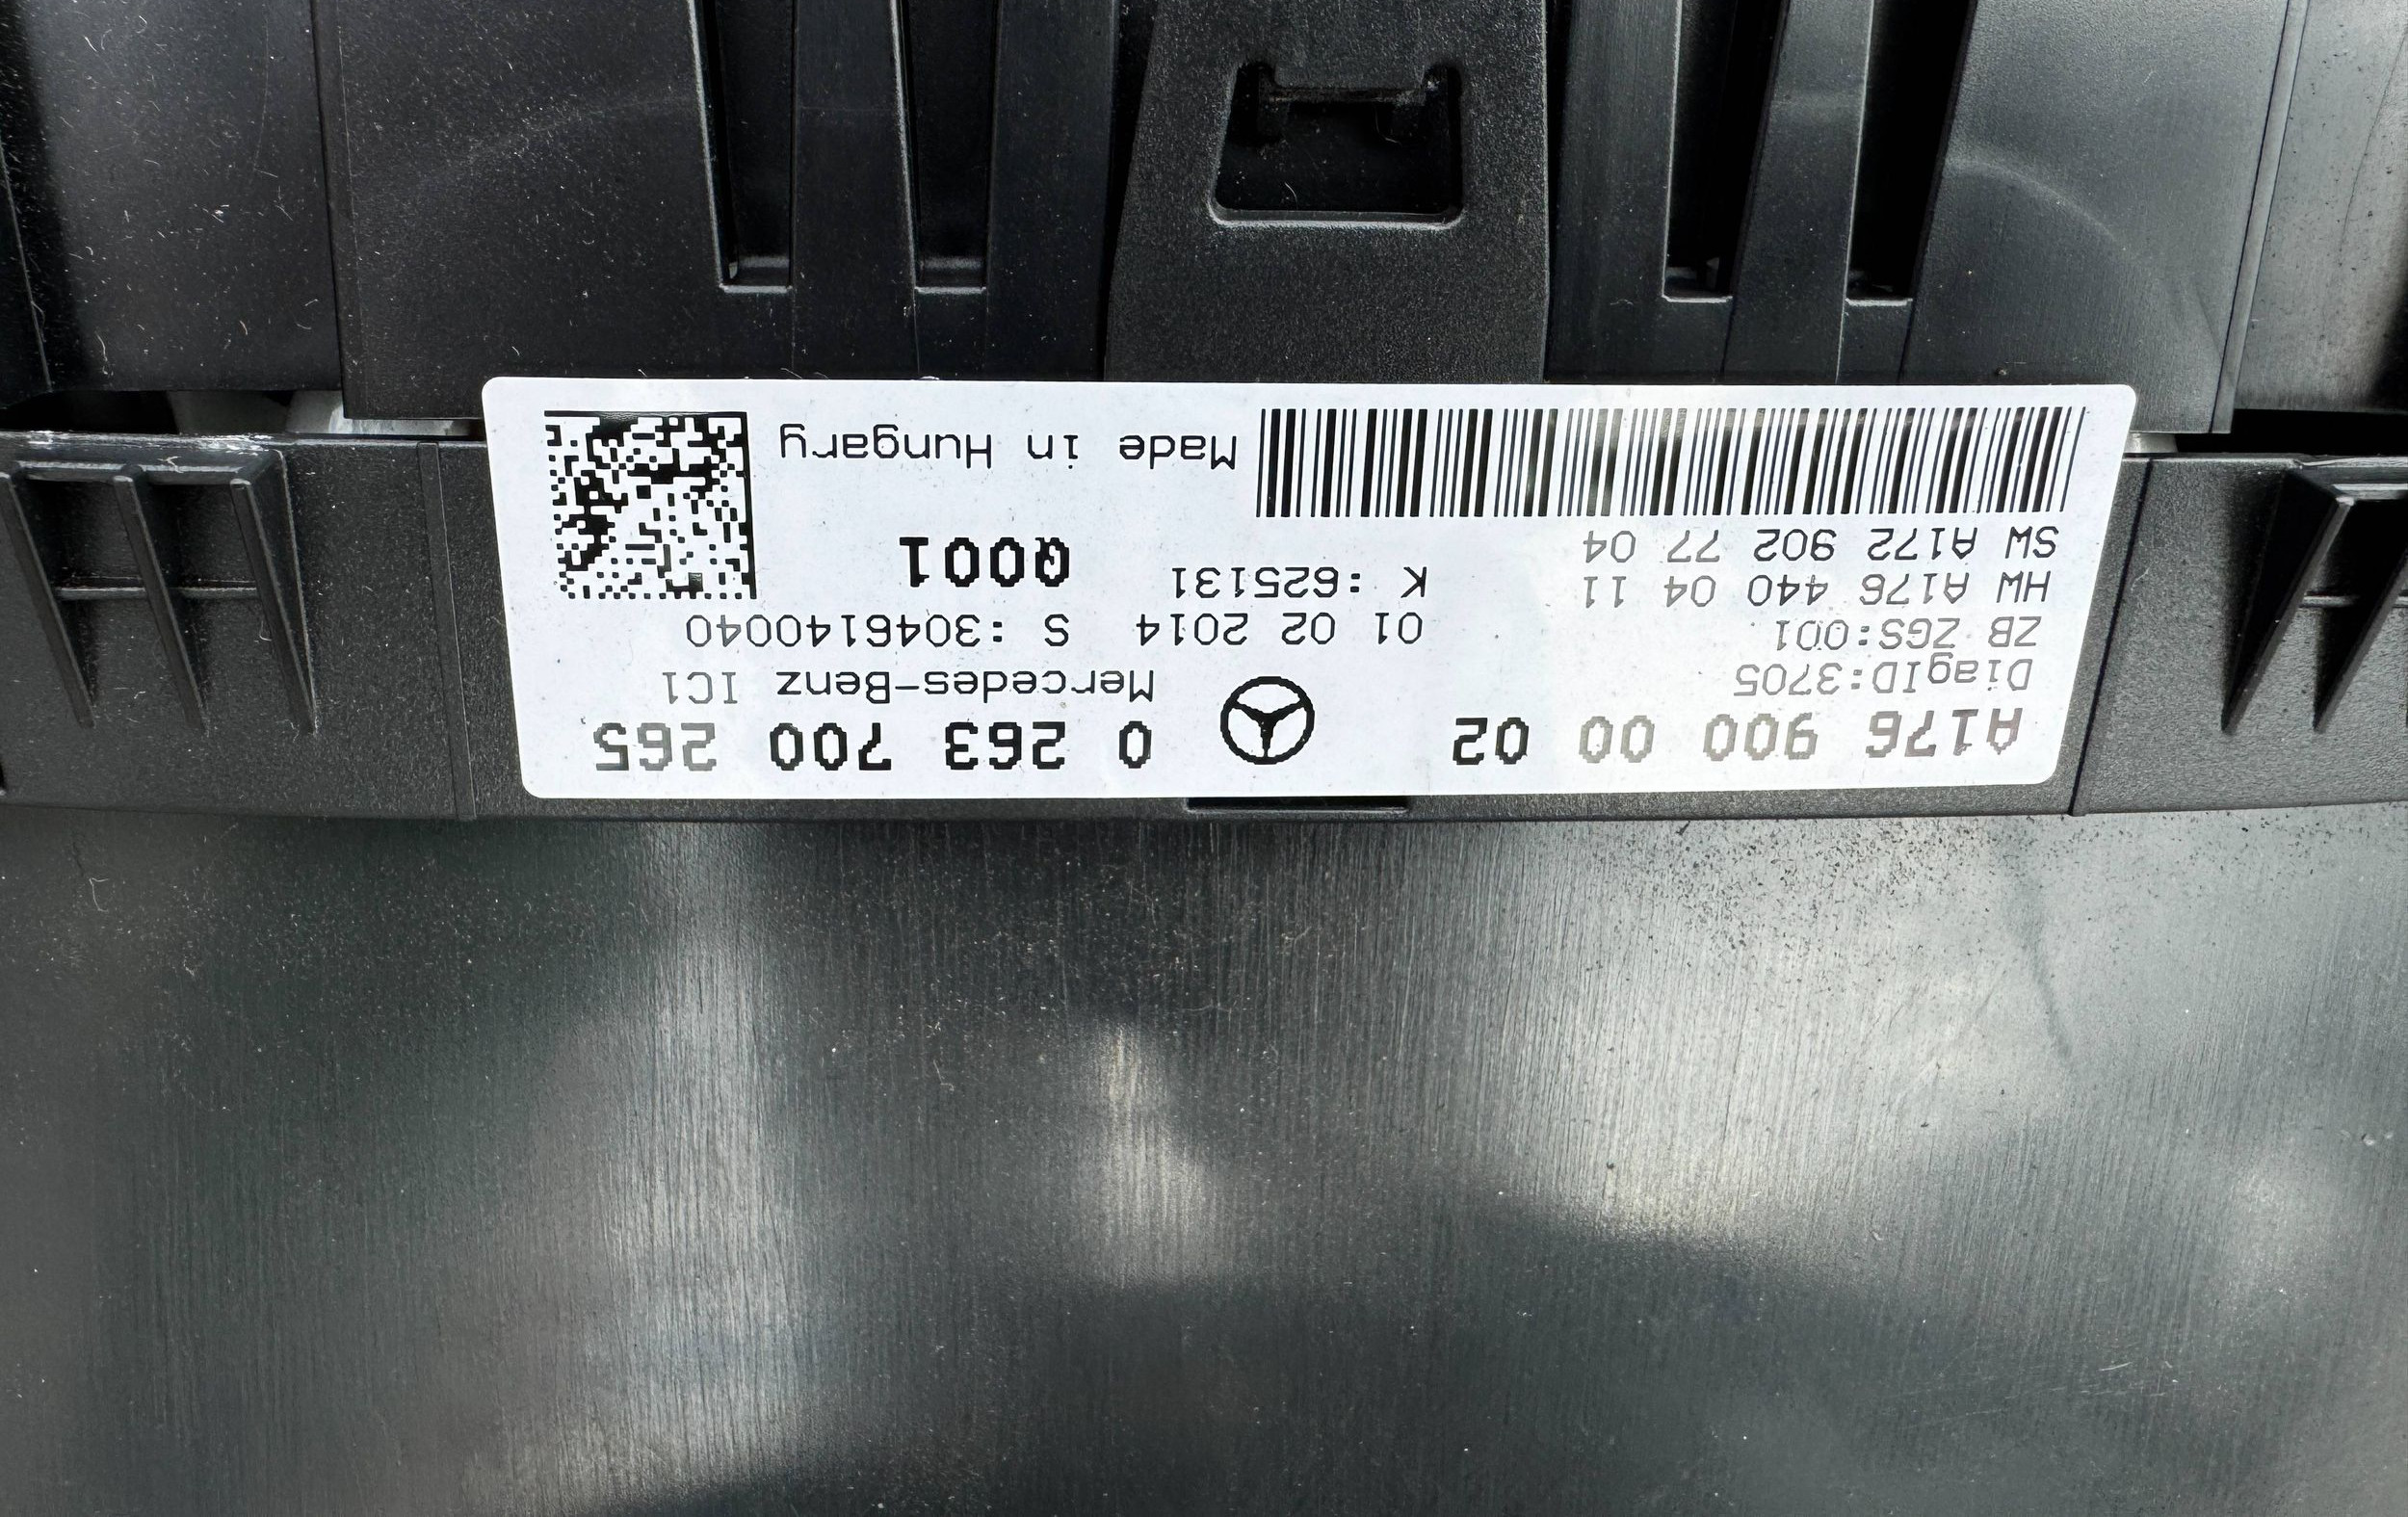 A176 900 00 02 0 263 700 265
DiagID:3705 Mercedes-Benz IC1
ZB ZGS:001 01 02 2014 S :3046140040
HW A176 440 04 11 K :625131 Q001
SW A172 902 77 04
Made in Hungary